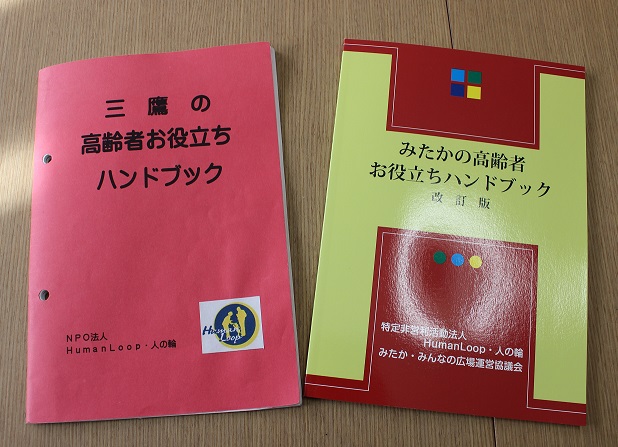 三鷹の
高齢者お役立ち
ハンドブック
NPO法人
HumanLoop・人の輪
Human
Loop
みたかの高齢者
お役立ちハンドブック
改訂版
特定非営利活動法人
HumanLoop・人の輪
みたか・みんなの広場運営協議会